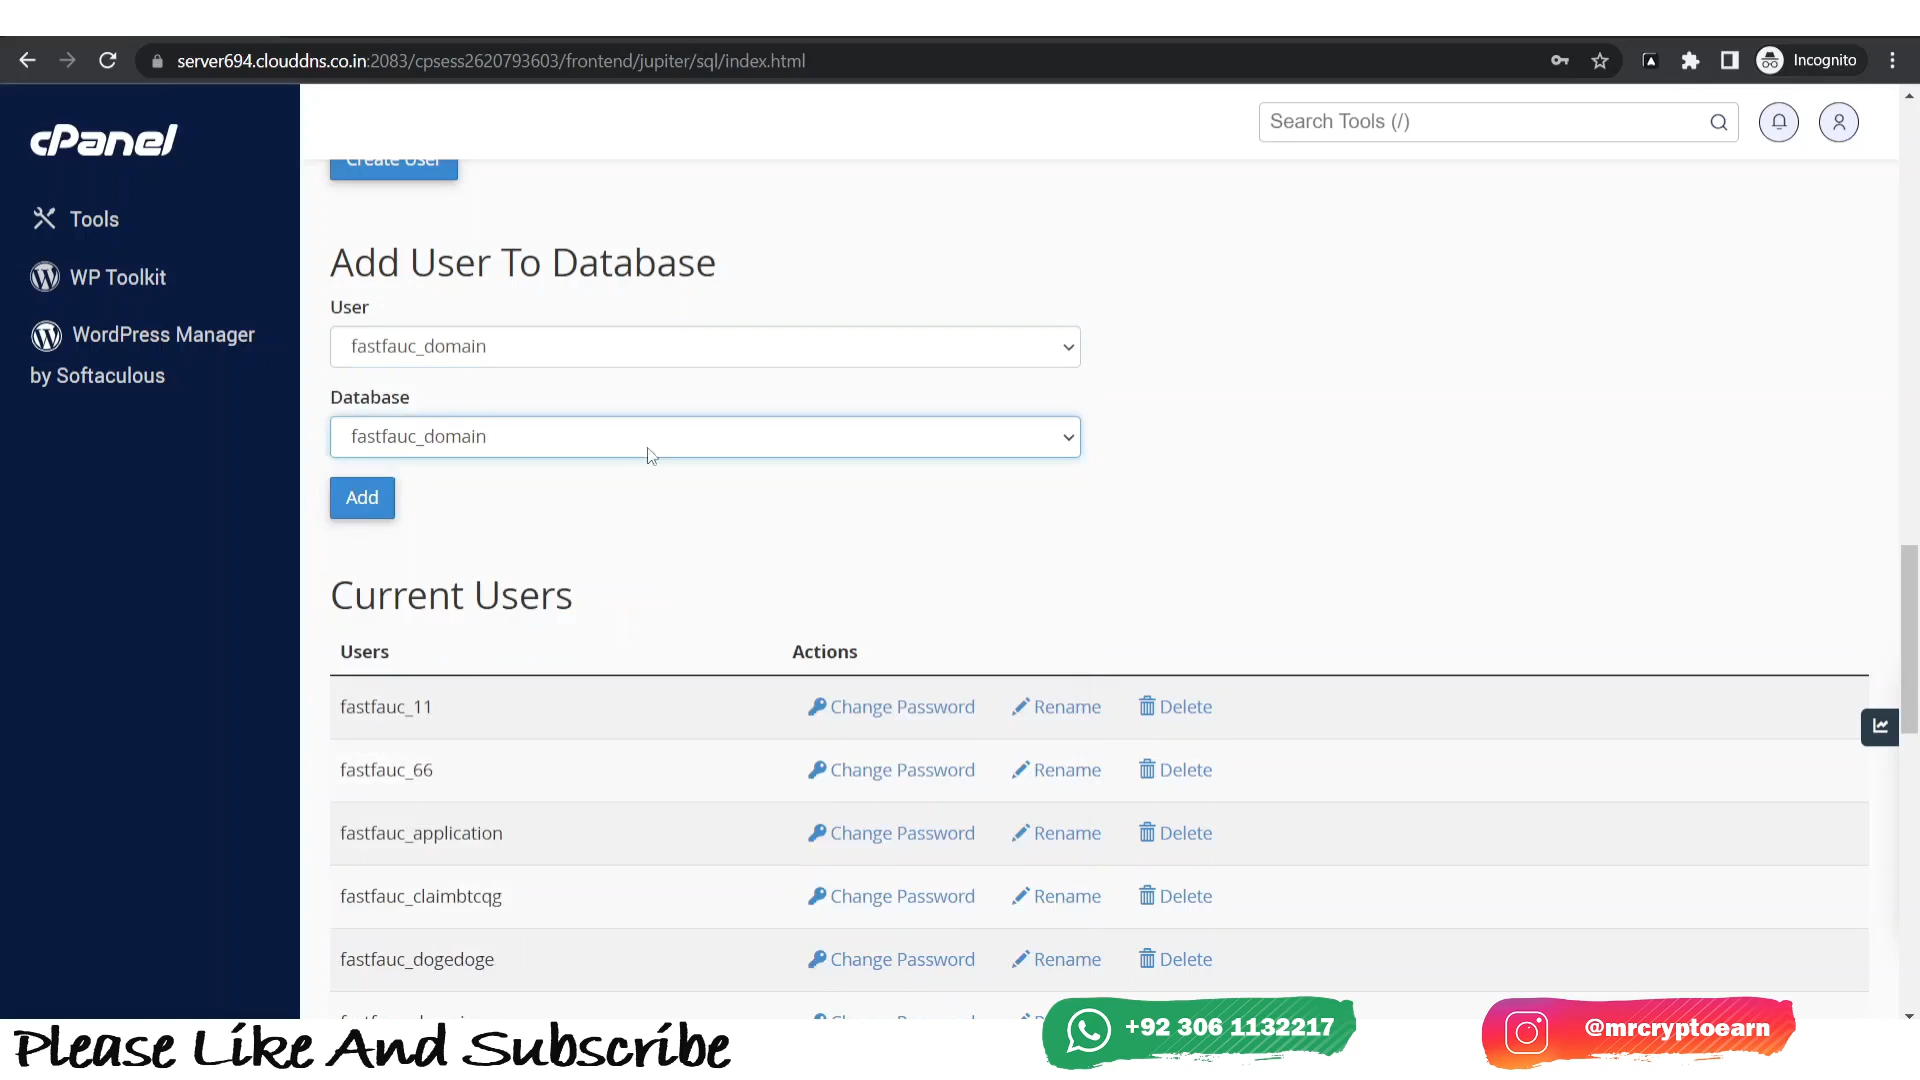 server694.clouddns.co.in:2083/cpsess2620793603/frontend/jupiter/sql/index.html
Incognito
cPanel
Search Tools (/)
Create User
Tools
WP Toolkit
WordPress Manager
by Softaculous
Add User To Database
User
fastfauc_domain
Database
fastfauc_domain
Add
Current Users
Users Actions
fastfauc_11 Change Password Rename Delete
fastfauc_66 Change Password Rename Delete
fastfauc_application Change Password Rename Delete
fastfauc_claimbtcqg Change Password Rename Delete
fastfauc_dogedoge Change Password Rename Delete
Please Like And Subscribe
+92 306 1132217
@mrcryptoearn